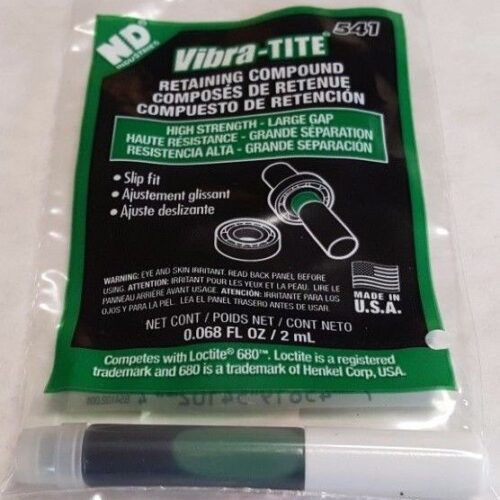 ND
INDUSTRIES
Vibra-TITE® 541
RETAINING COMPOUND
COMPOSÉS DE RETENUE
COMPUESTO DE RETENCIÓN
HIGH STRENGTH - LARGE GAP
HAUTE RÉSISTANCE - GRANDE SÉPARATION
RESISTENCIA ALTA - GRANDE SEPARACIÓN
• Slip fit
• Ajustement glissant
• Ajuste deslizante
WARNING: EYE AND SKIN IRRITANT. READ BACK PANEL BEFORE
USING. ATTENTION: IRRITANT POUR LES YEUX ET LA PEAU. LIRE LE
PANNEAU ARRIÈRE AVANT USAGE. ATENCIÓN: IRRITANTE PARA LOS
OJOS Y PARA LA PIEL. LEA EL PANEL TRASERO ANTES DE USAR.
MADE IN
U.S.A.
NET CONT / POIDS NET / CONT NETO
0.068 FL OZ / 2 mL
Competes with Loctite® 680™. Loctite is a registered
trademark and 680 is a trademark of Henkel Corp, USA.